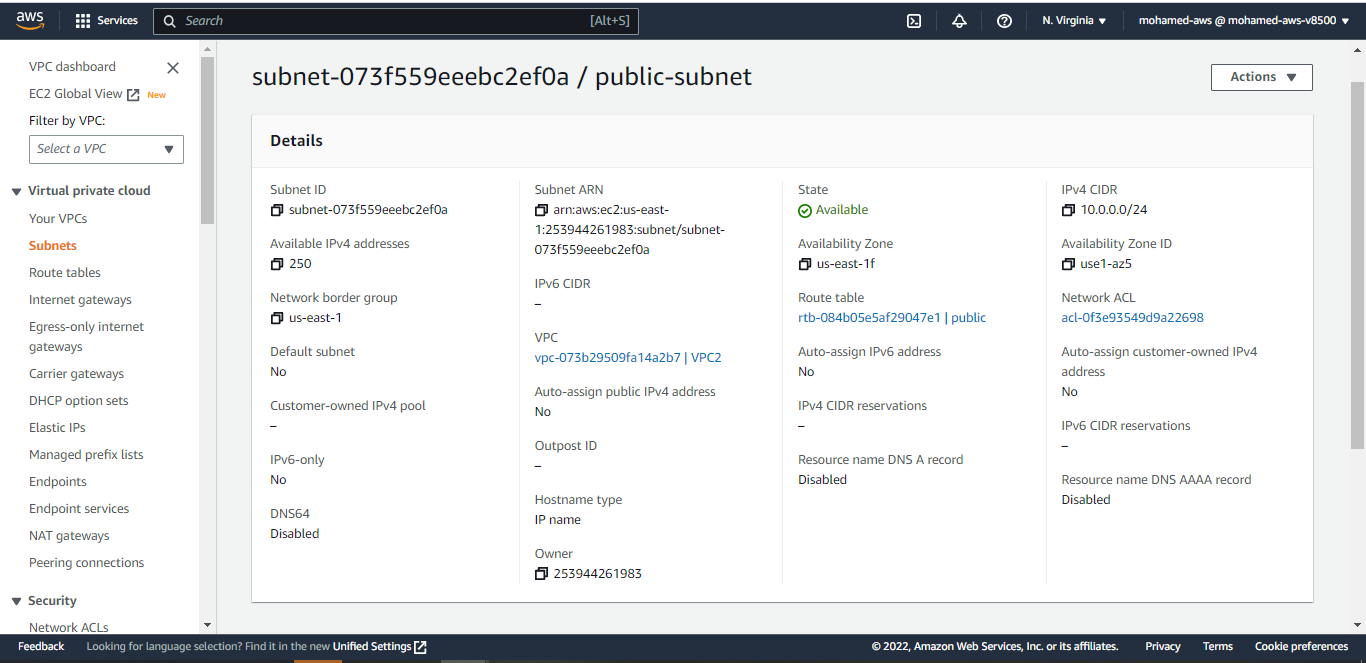 aws
Services
Search
[Alt+S]
N. Virginia
mohamed-aws @ mohamed-aws-v8500
VPC dashboard
EC2 Global View
New
Filter by VPC:
Select a VPC
Virtual private cloud
Your VPCs
Subnets
Route tables
Internet gateways
Egress-only internet
gateways
Carrier gateways
DHCP option sets
Elastic IPs
Managed prefix lists
Endpoints
Endpoint services
NAT gateways
Peering connections
Security
Network ACLs
subnet-073f559eeebc2ef0a / public-subnet
Actions
Details
Subnet ID
subnet-073f559eeebc2ef0a
Available IPv4 addresses
250
Network border group
us-east-1
Default subnet
No
Customer-owned IPv4 pool
–
IPv6-only
No
DNS64
Disabled
Subnet ARN
arn:aws:ec2:us-east-
1:253944261983:subnet/subnet-
073f559eeebc2ef0a
IPv6 CIDR
–
VPC
vpc-073b29509fa14a2b7 | VPC2
Auto-assign public IPv4 address
No
Outpost ID
–
Hostname type
IP name
Owner
253944261983
State
Available
Availability Zone
us-east-1f
Route table
rtb-084b05e5af29047e1 | public
Auto-assign IPv6 address
No
IPv4 CIDR reservations
–
Resource name DNS A record
Disabled
IPv4 CIDR
10.0.0.0/24
Availability Zone ID
use1-az5
Network ACL
acl-0f3e93549d9a22698
Auto-assign customer-owned IPv4
address
No
IPv6 CIDR reservations
–
Resource name DNS AAAA record
Disabled
Feedback
Looking for language selection? Find it in the new Unified Settings
© 2022, Amazon Web Services, Inc. or its affiliates.
Privacy
Terms
Cookie preferences